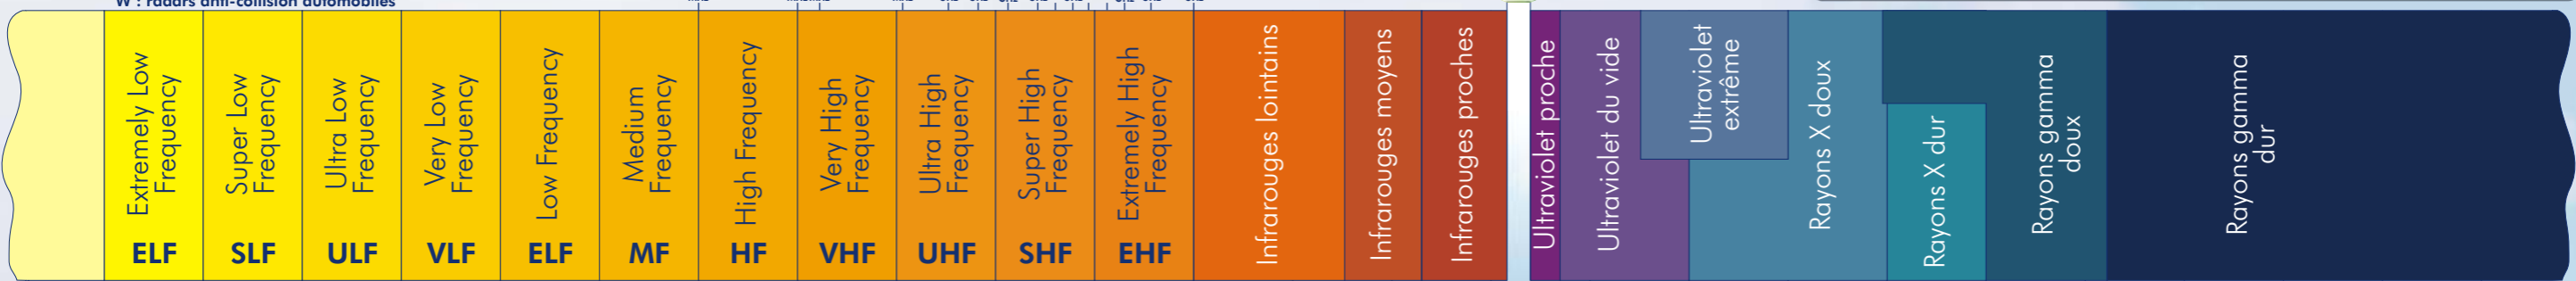 W : radars anti-collision automobiles
Extremely Low
Frequency
ELF
Super Low
Frequency
SLF
Ultra Low
Frequency
ULF
Very Low
Frequency
VLF
Low Frequency
ELF
Medium
Frequency
MF
High Frequency
HF
Very High
Frequency
VHF
Ultra High
Frequency
UHF
Super High
Frequency
SHF
Extremely High
Frequency
EHF
Infrarouges lointains
Infrarouges moyens
Infrarouges proches
Ultraviolet proche
Ultraviolet du vide
Ultraviolet
extrême
Rayons X doux
Rayons X dur
Rayons gamma
doux
Rayons gamma
dur